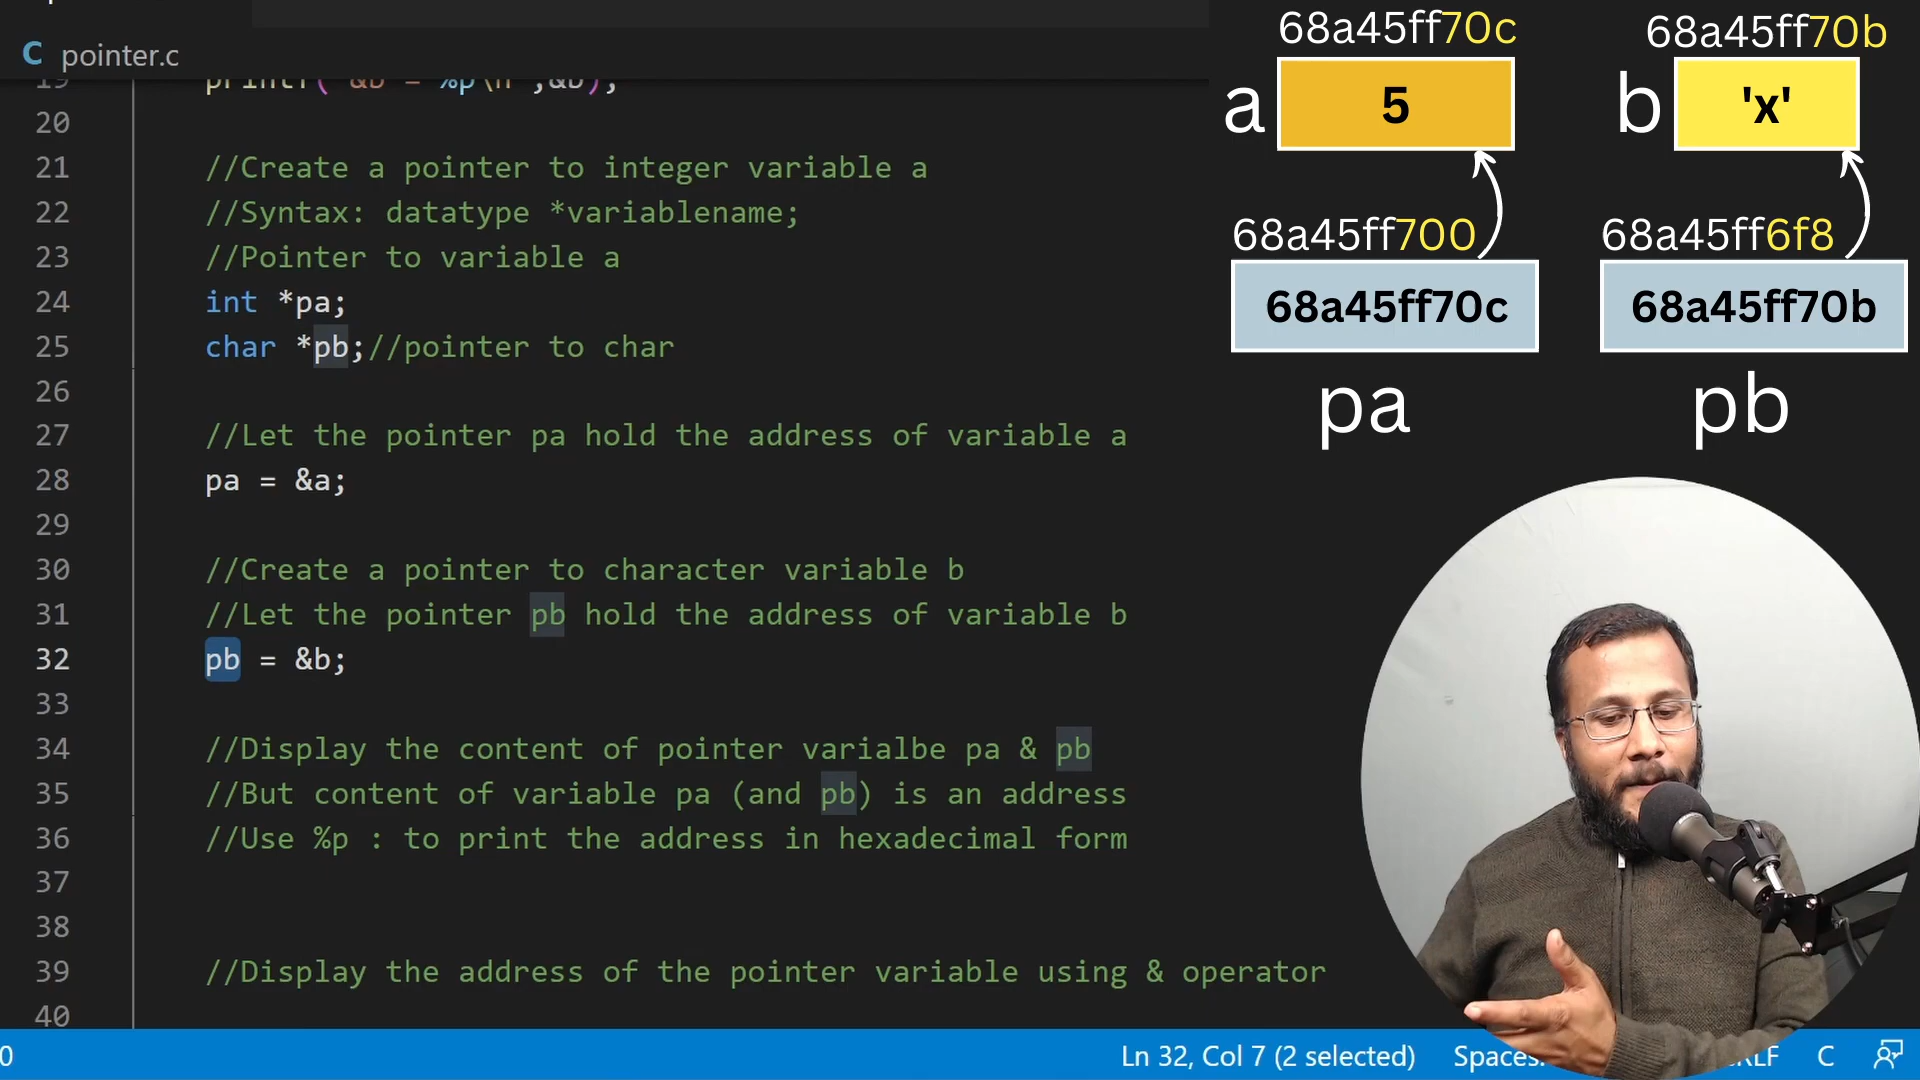 C pointer.c
19 printf("&b = %p\n",&b);
20
21 //Create a pointer to integer variable a
22 //Syntax: datatype *variablename;
23 //Pointer to variable a
24 int *pa;
25 char *pb;//pointer to char
26
27 //Let the pointer pa hold the address of variable a
28 pa = &a;
29
30 //Create a pointer to character variable b
31 //Let the pointer pb hold the address of variable b
32 pb = &b;
33
34 //Display the content of pointer varialbe pa & pb
35 //But content of variable pa (and pb) is an address
36 //Use %p : to print the address in hexadecimal form
37
38
39 //Display the address of the pointer variable using & operator
40
68a45ff70c
a 5
68a45ff700
68a45ff70c
pa
68a45ff70b
b 'x'
68a45ff6f8
68a45ff70b
pb
0 Ln 32, Col 7 (2 selected) Spaces: C